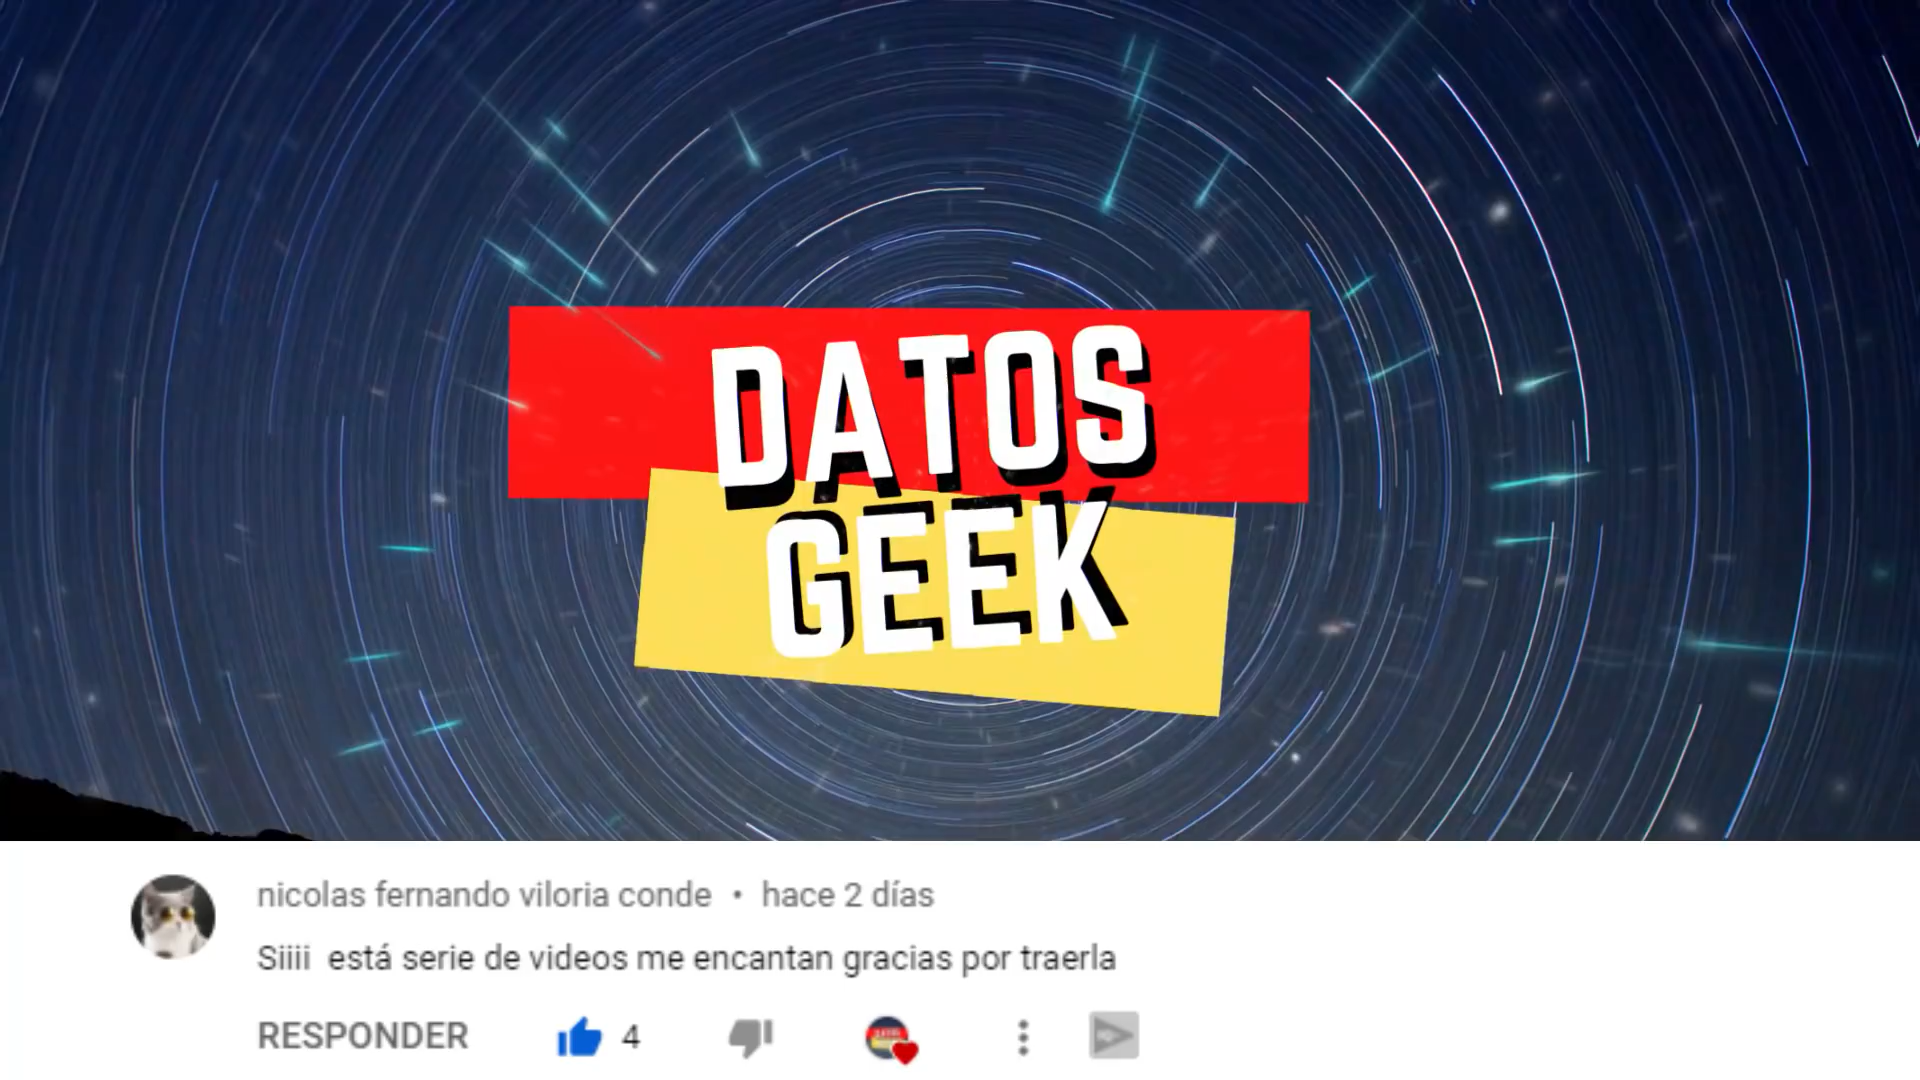 DATOS
GEEK
nicolas fernando viloria conde • hace 2 días
Siiii está serie de videos me encantan gracias por traerla
RESPONDER 4